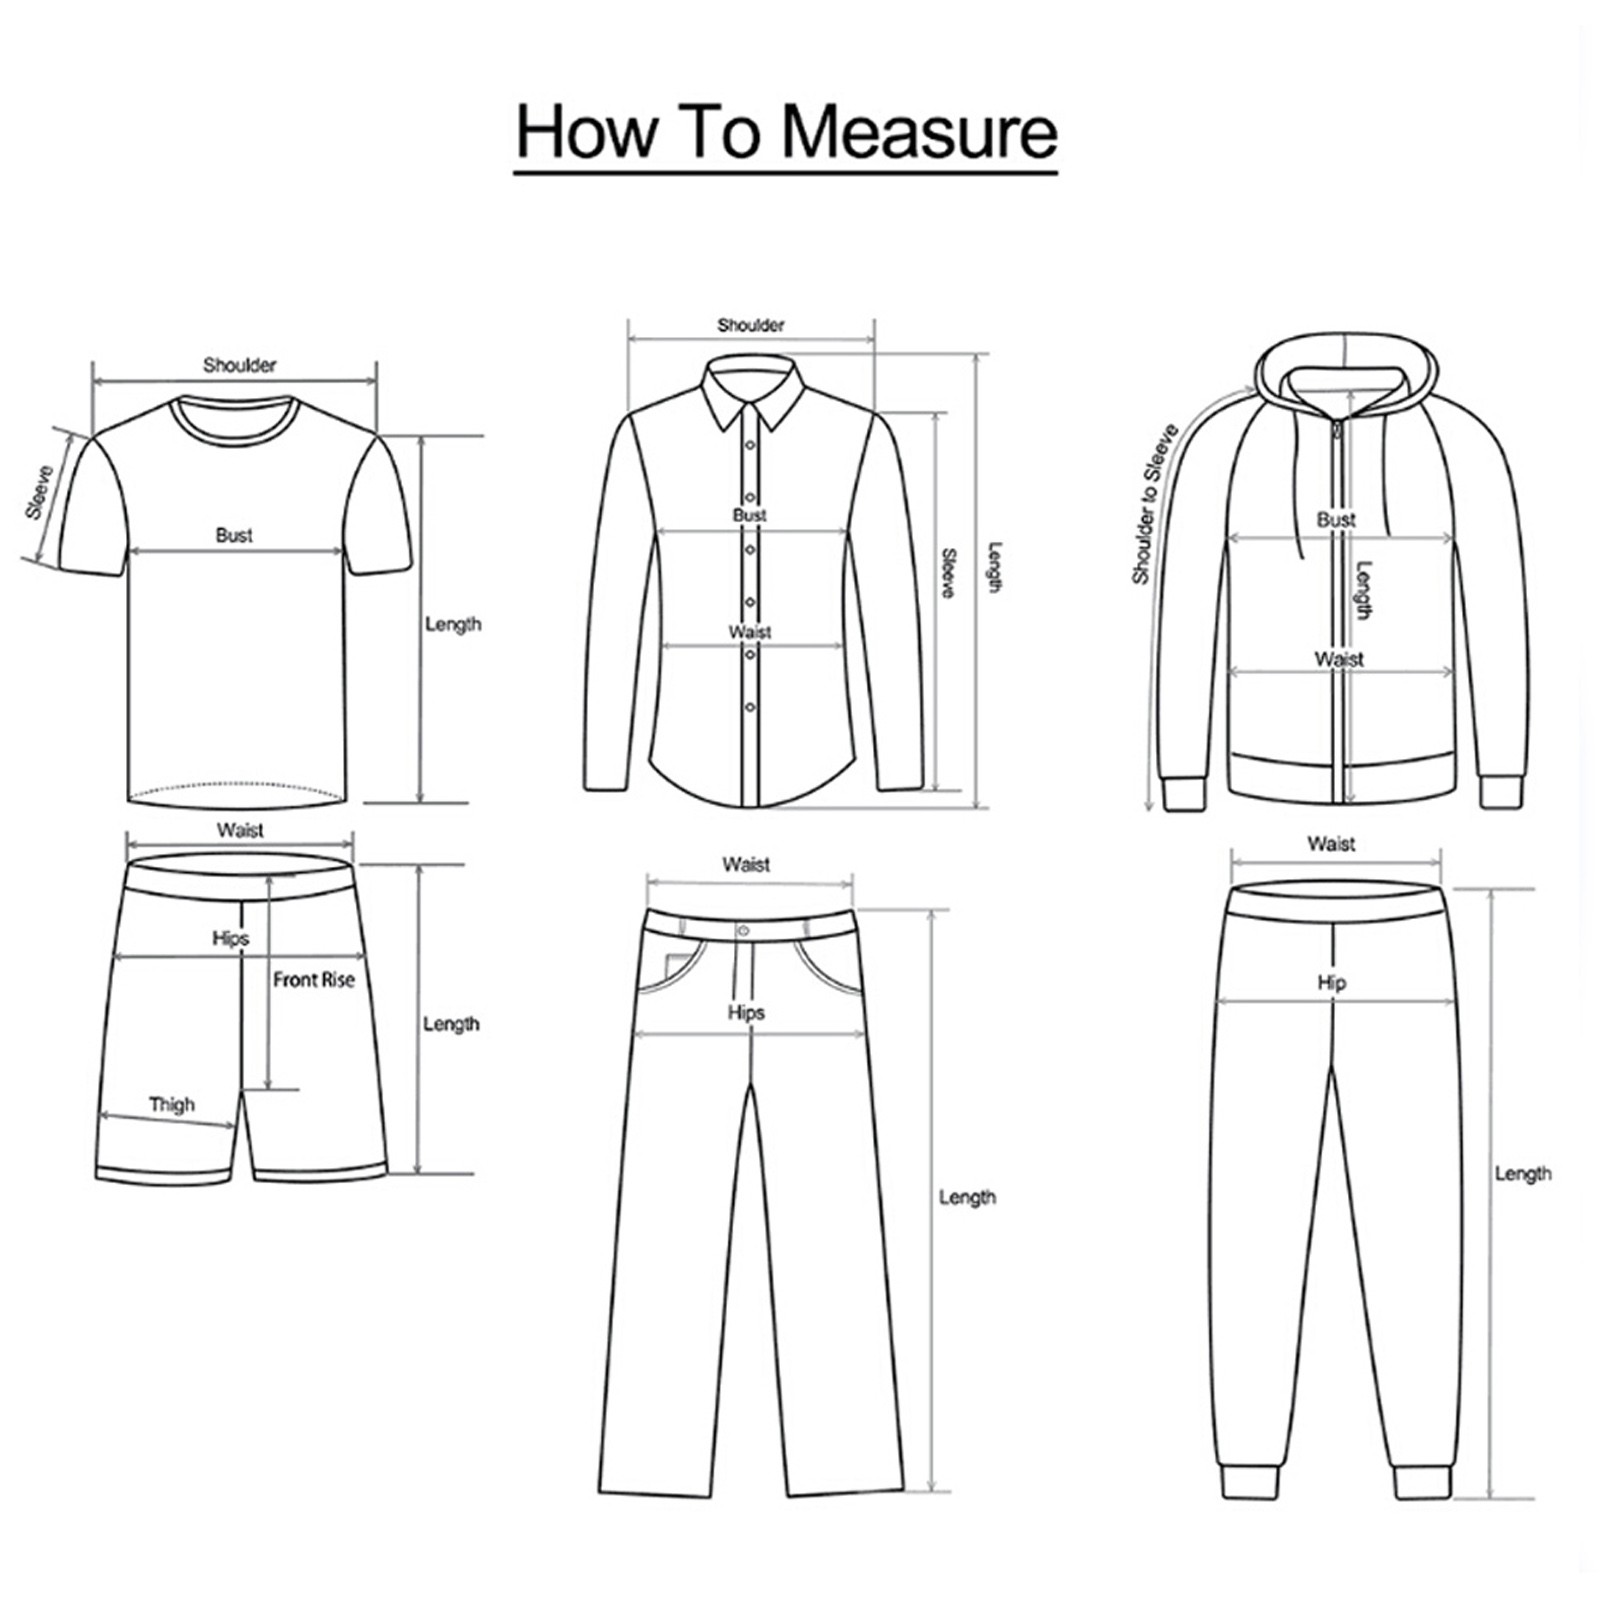 How To Measure
Shoulder
Sleeve
Bust
Length
Shoulder
Bust
Waist
Sleeve
Length
Shoulder to Sleeve
Bust
Length
Waist
Waist
Hips
Front Rise
Length
Thigh
Waist
Hips
Length
Waist
Hip
Length